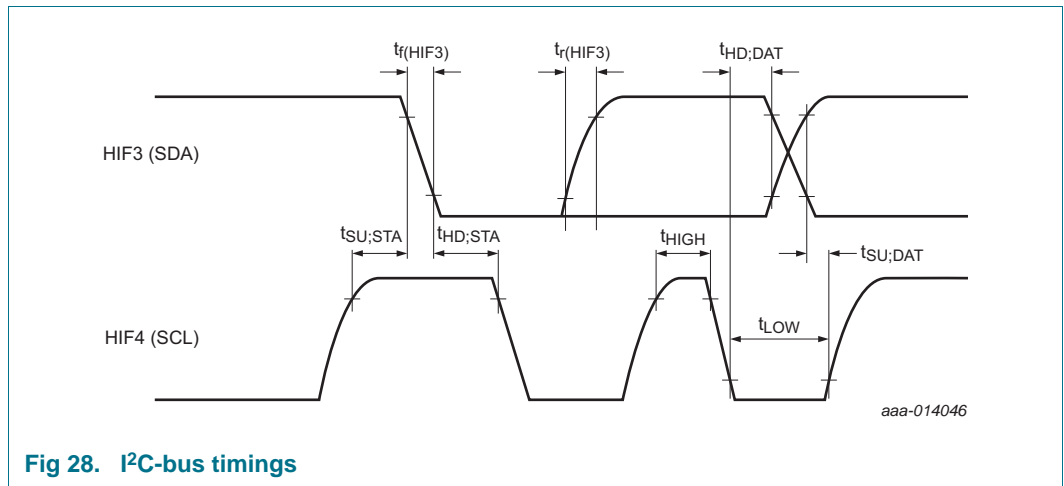 tf(HIF3) tr(HIF3) tHD;DAT
HIF3 (SDA)
tSU;STA tHD;STA tHIGH tSU;DAT
HIF4 (SCL) tLOW
aaa-014046
Fig 28. I2C-bus timings